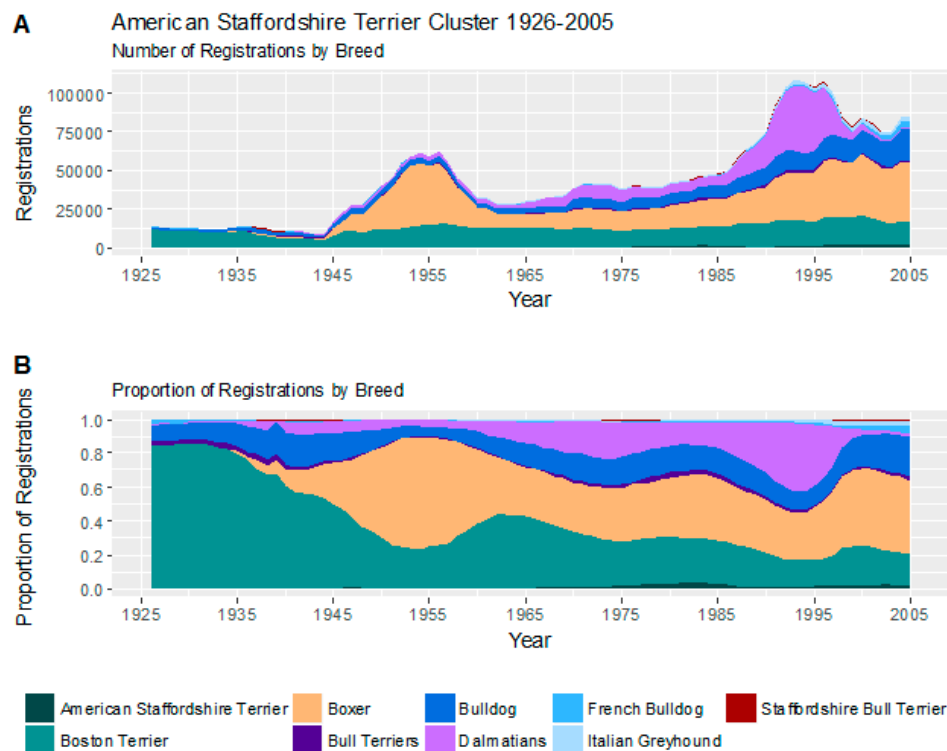 A
American Staffordshire Terrier Cluster 1926-2005
Number of Registrations by Breed
Registrations
100000
75000
50000
25000
0
1925 1935 1945 1955 1965 1975 1985 1995 2005
Year
B
Proportion of Registrations by Breed
Proportion of Registrations
1.0
0.8
0.6
0.4
0.2
0.0
1925 1935 1945 1955 1965 1975 1985 1995 2005
Year
American Staffordshire Terrier Boxer Bulldog French Bulldog Staffordshire Bull Terrier
Boston Terrier Bull Terriers Dalmatians Italian Greyhound